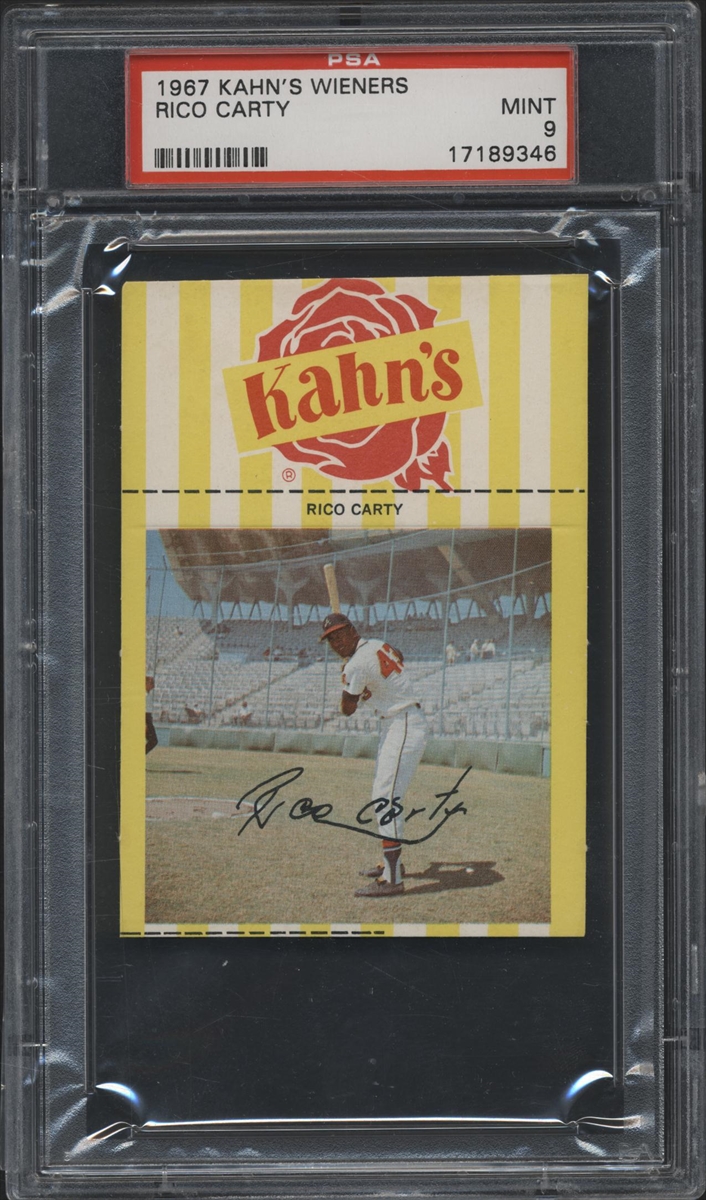 PSA
1967 KAHN'S WIENERS
RICO CARTY MINT
9
17189346
Kahn's
®
RICO CARTY
Rico Carty